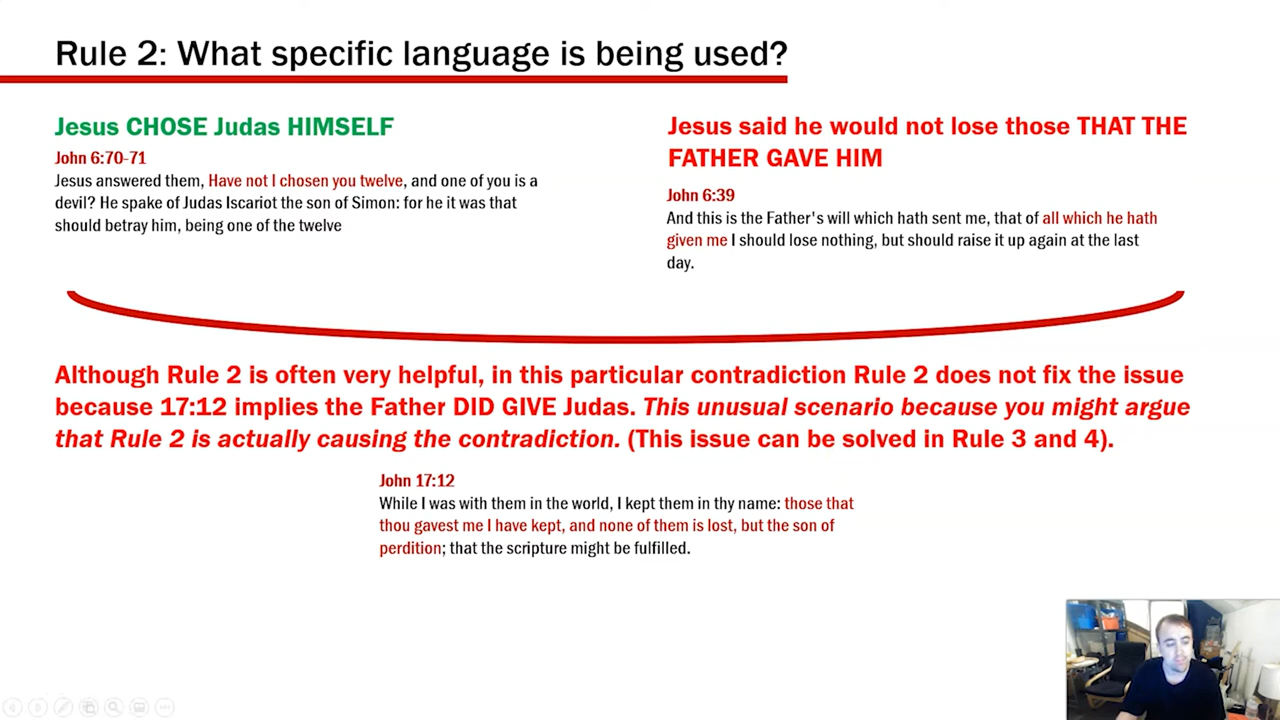 Rule 2: What specific language is being used?
Jesus CHOSE Judas HIMSELF
John 6:70-71
Jesus answered them, Have not I chosen you twelve, and one of you is a
devil? He spake of Judas Iscariot the son of Simon: for he it was that
should betray him, being one of the twelve
Jesus said he would not lose those THAT THE
FATHER GAVE HIM
John 6:39
And this is the Father's will which hath sent me, that of all which he hath
given me I should lose nothing, but should raise it up again at the last
day.
Although Rule 2 is often very helpful, in this particular contradiction Rule 2 does not fix the issue
because 17:12 implies the Father DID GIVE Judas. This unusual scenario because you might argue
that Rule 2 is actually causing the contradiction. (This issue can be solved in Rule 3 and 4).
John 17:12
While I was with them in the world, I kept them in thy name: those that
thou gavest me I have kept, and none of them is lost, but the son of
perdition; that the scripture might be fulfilled.